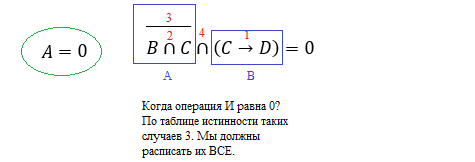 3
2 4 1
A = 0 B ∩ C ∩ (C → D) = 0
A B
Когда операция И равна 0?
По таблице истинности таких
случаев 3. Мы должны
расписать их ВСЕ.